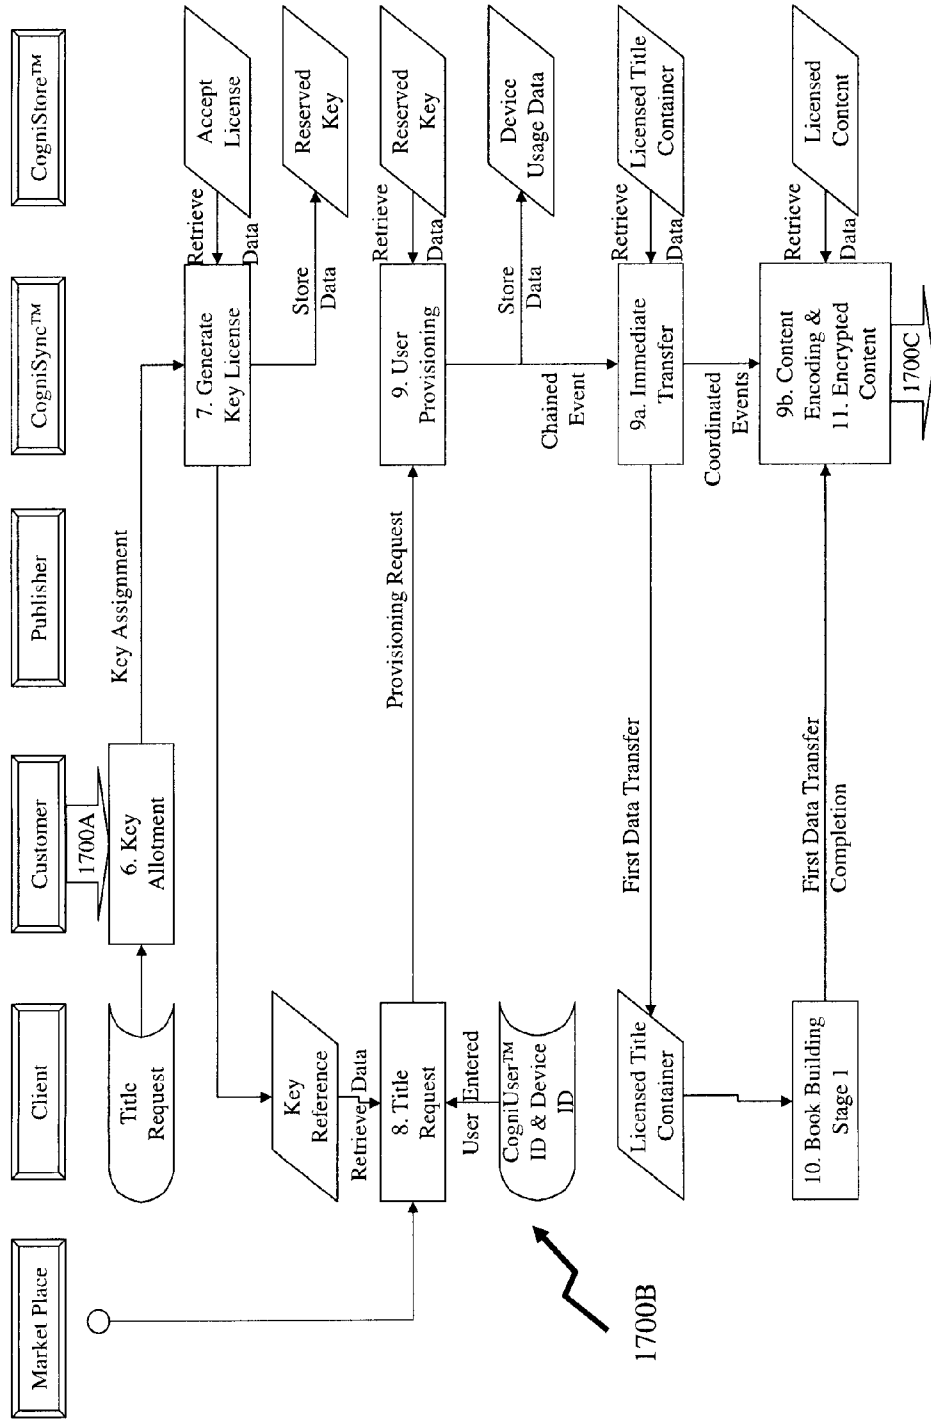 Market Place
Client
Customer
Publisher
CogniSync™
CogniStore™
1700A
Title
Request
6. Key
Allotment
Key Assignment
7. Generate
Key License
Retrieve
Data
Accept
License
Store
Data
Reserved
Key
Key
Reference
Retrieve Data
8. Title
Request
Provisioning Request
9. User
Provisioning
Retrieve
Data
Reserved
Key
User Entered
CogniUser™
ID & Device
ID
Store
Data
Device
Usage Data
Chained
Event
Licensed Title
Container
First Data Transfer
9a. Immediate
Transfer
Retrieve
Data
Licensed Title
Container
Coordinated
Events
10. Book Building
Stage 1
First Data Transfer
Completion
9b. Content
Encoding &
11. Encrypted
Content
Retrieve
Data
Licensed
Content
1700C
1700B